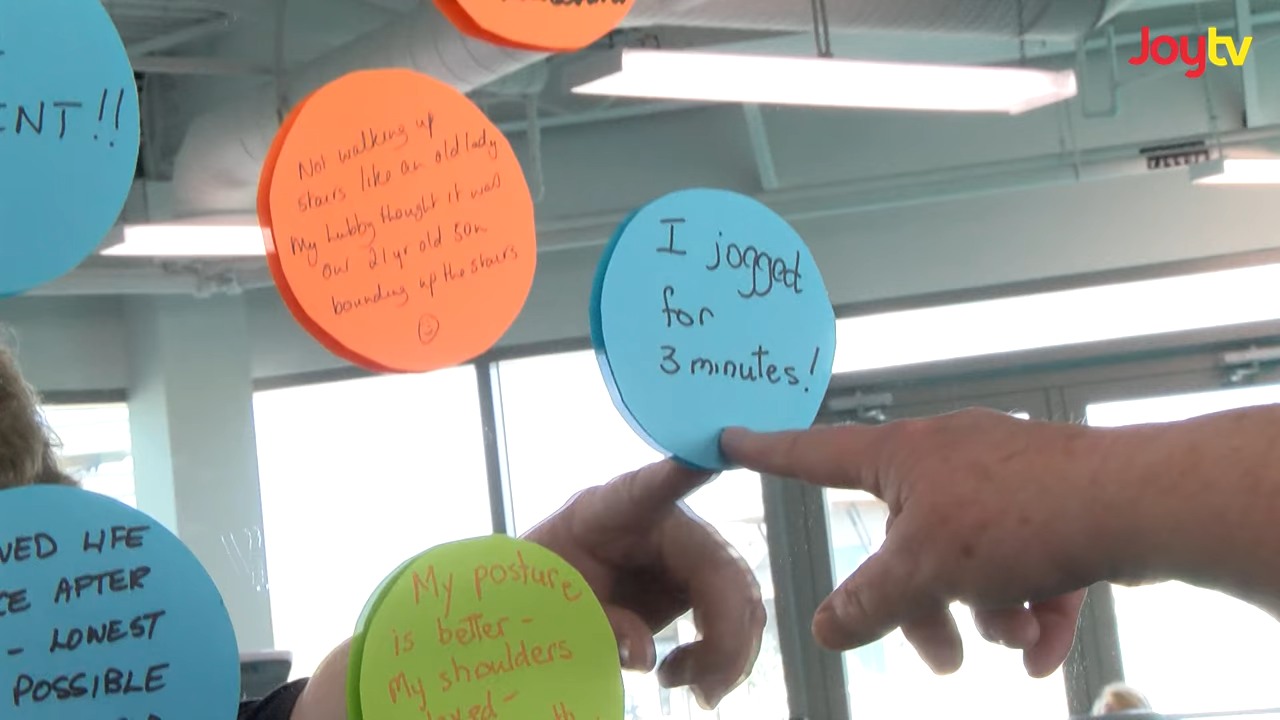 Joytv
ENT!!
Not walking up
stairs like an old lady
My hubby thought it was
our 21 yr old son
bounding up the stairs
I jogged
for
3 minutes!
VED LIFE
CE AFTER
- LOWEST
POSSIBLE
My posture
is better -
My shoulders